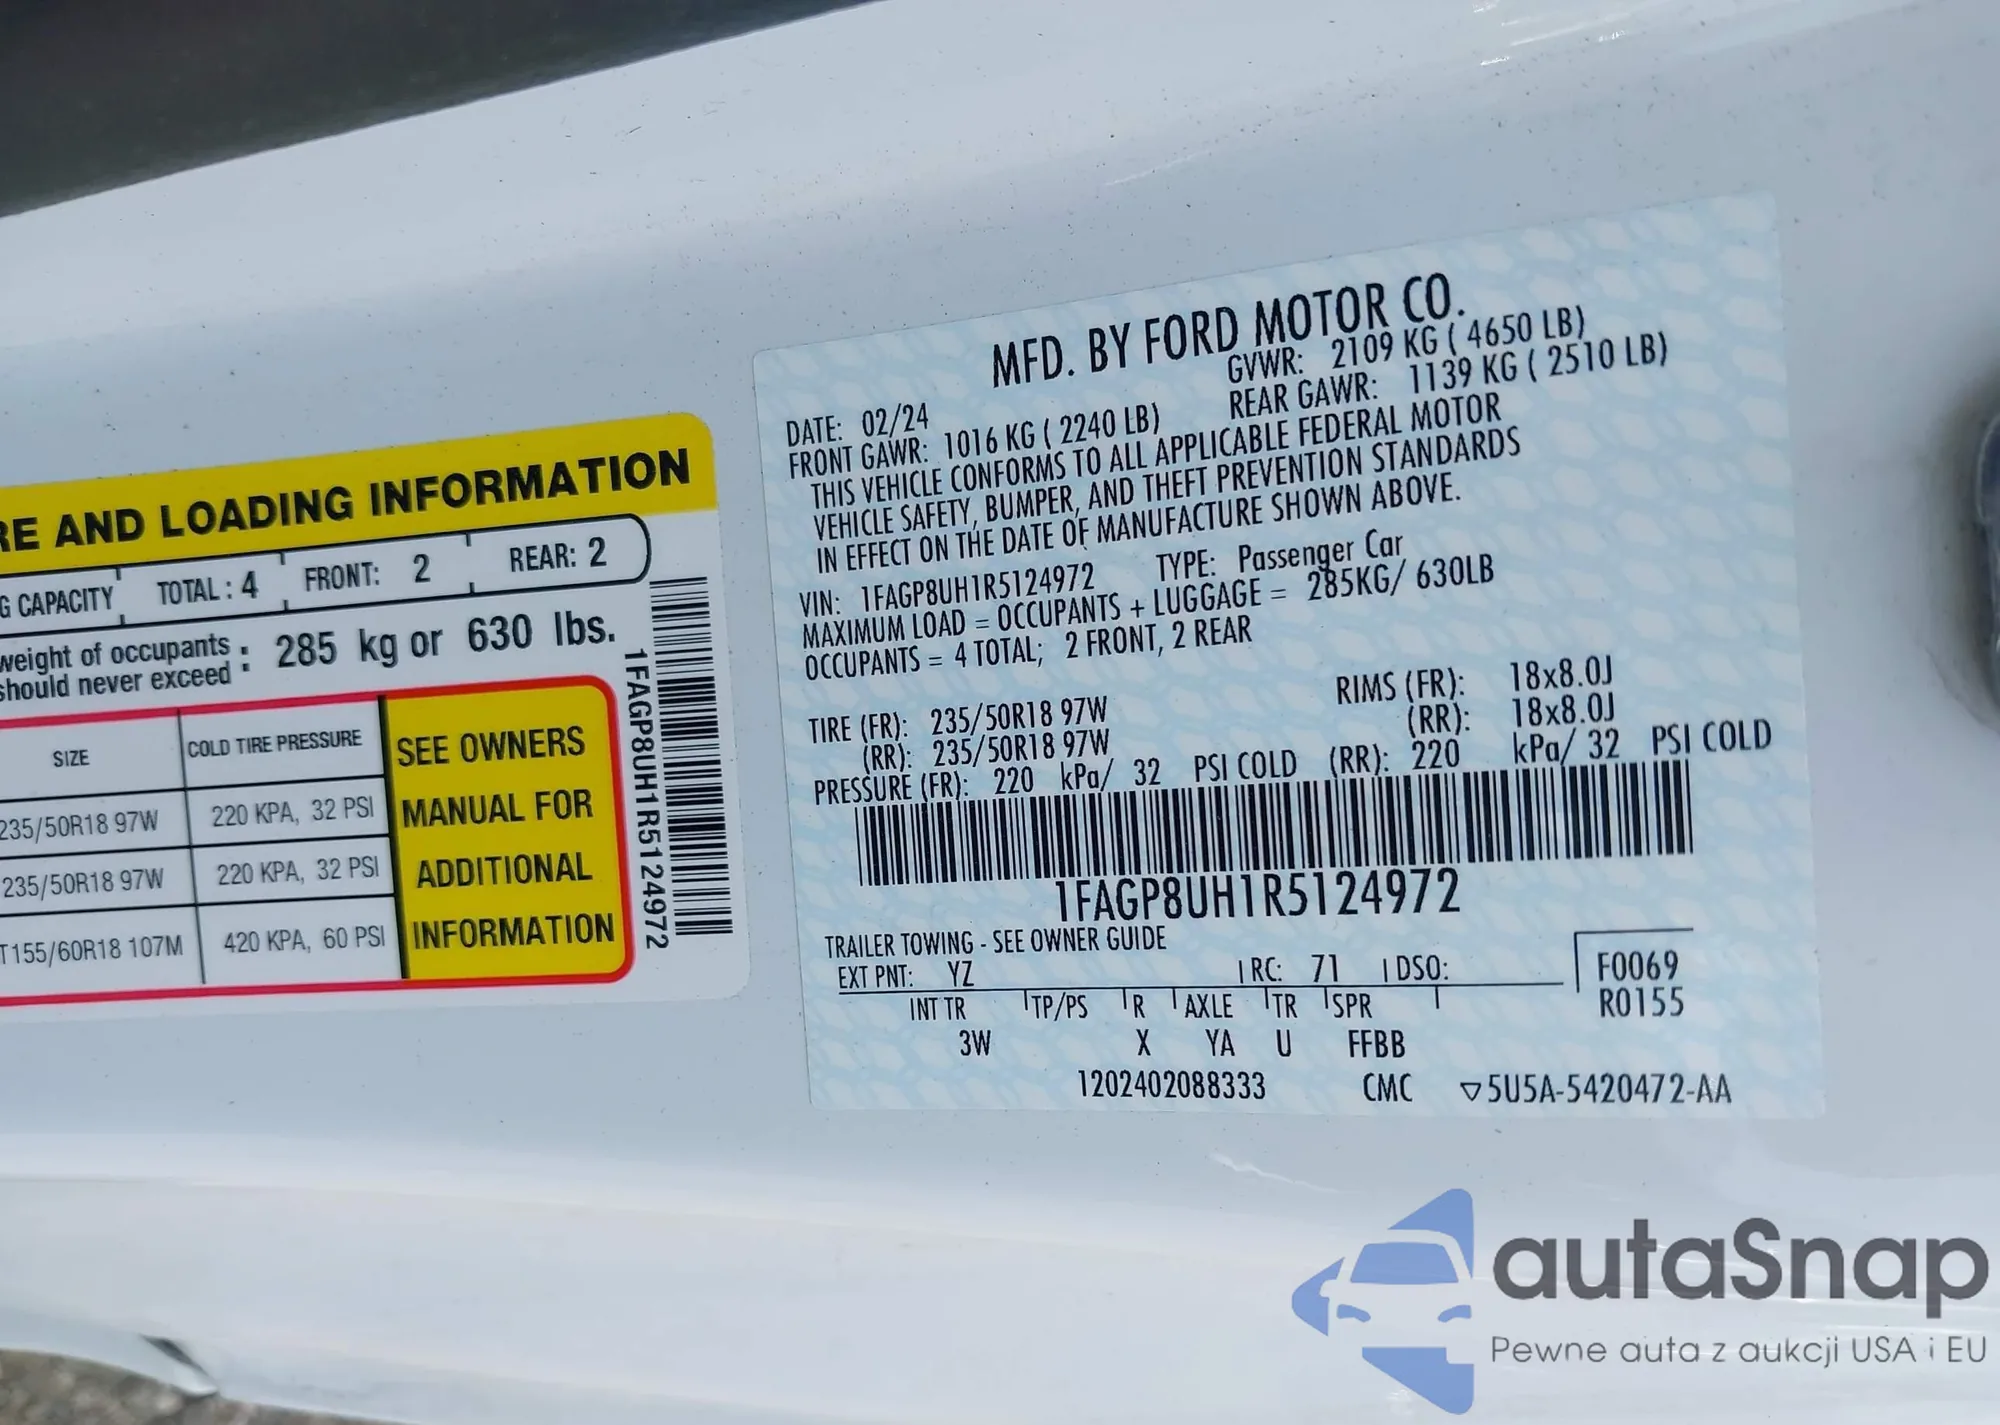 RE AND LOADING INFORMATION
G CAPACITY TOTAL : 4 FRONT: 2 REAR: 2
weight of occupants : 285 kg or 630 lbs.
should never exceed :
SIZE COLD TIRE PRESSURE
235/50R18 97W 220 KPA, 32 PSI
235/50R18 97W 220 KPA, 32 PSI
T155/60R18 107M 420 KPA, 60 PSI
SEE OWNERS
MANUAL FOR
ADDITIONAL
INFORMATION
1FAGP8UH1R5124972
MFD. BY FORD MOTOR CO.
DATE: 02/24 GVWR: 2109 KG ( 4650 LB)
FRONT GAWR: 1016 KG ( 2240 LB) REAR GAWR: 1139 KG ( 2510 LB)
THIS VEHICLE CONFORMS TO ALL APPLICABLE FEDERAL MOTOR
VEHICLE SAFETY, BUMPER, AND THEFT PREVENTION STANDARDS
IN EFFECT ON THE DATE OF MANUFACTURE SHOWN ABOVE.
VIN: 1FAGP8UH1R5124972 TYPE: Passenger Car
MAXIMUM LOAD = OCCUPANTS + LUGGAGE = 285KG/ 630LB
OCCUPANTS = 4 TOTAL; 2 FRONT, 2 REAR
TIRE (FR): 235/50R18 97W RIMS (FR): 18x8.0J
(RR): 235/50R18 97W (RR): 18x8.0J
PRESSURE (FR): 220 kPa/ 32 PSI COLD (RR): 220 kPa/ 32 PSI COLD
1FAGP8UH1R5124972
TRAILER TOWING - SEE OWNER GUIDE
EXT PNT: YZ RC: 71 DSO: F0069
INT TR TP/PS R AXLE TR SPR R0155
3W X YA U FFBB
1202402088333 CMC ▽5U5A-5420472-AA
autaSnap
Pewne auta z aukcji USA i EU